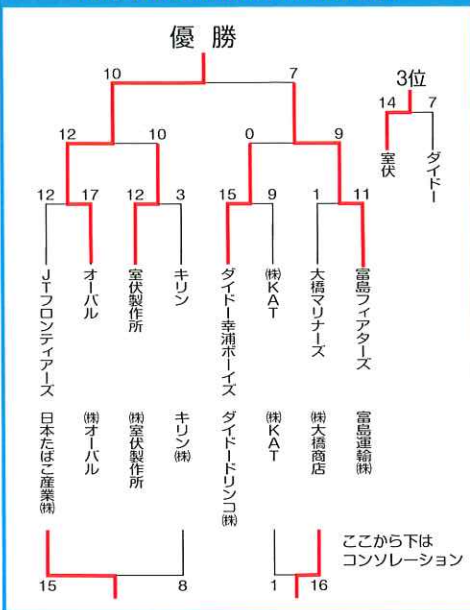 優勝
10
7
3位
14
7
室伏
ダイドー
12
10
0
9
12
17
12
3
15
9
1
11
JTフロンティアーズ
オーバル
室伏製作所
キリン
ダイドー幸浦ボーイズ
㈱KAT
大橋マリナーズ
富島フィアターズ
日本たばこ産業㈱
㈱オーバル
㈱室伏製作所
キリン㈱
ダイドードリンコ㈱
㈱KAT
㈱大橋商店
富島運輸㈱
ここから下は
コンソレーション
15
8
1
16